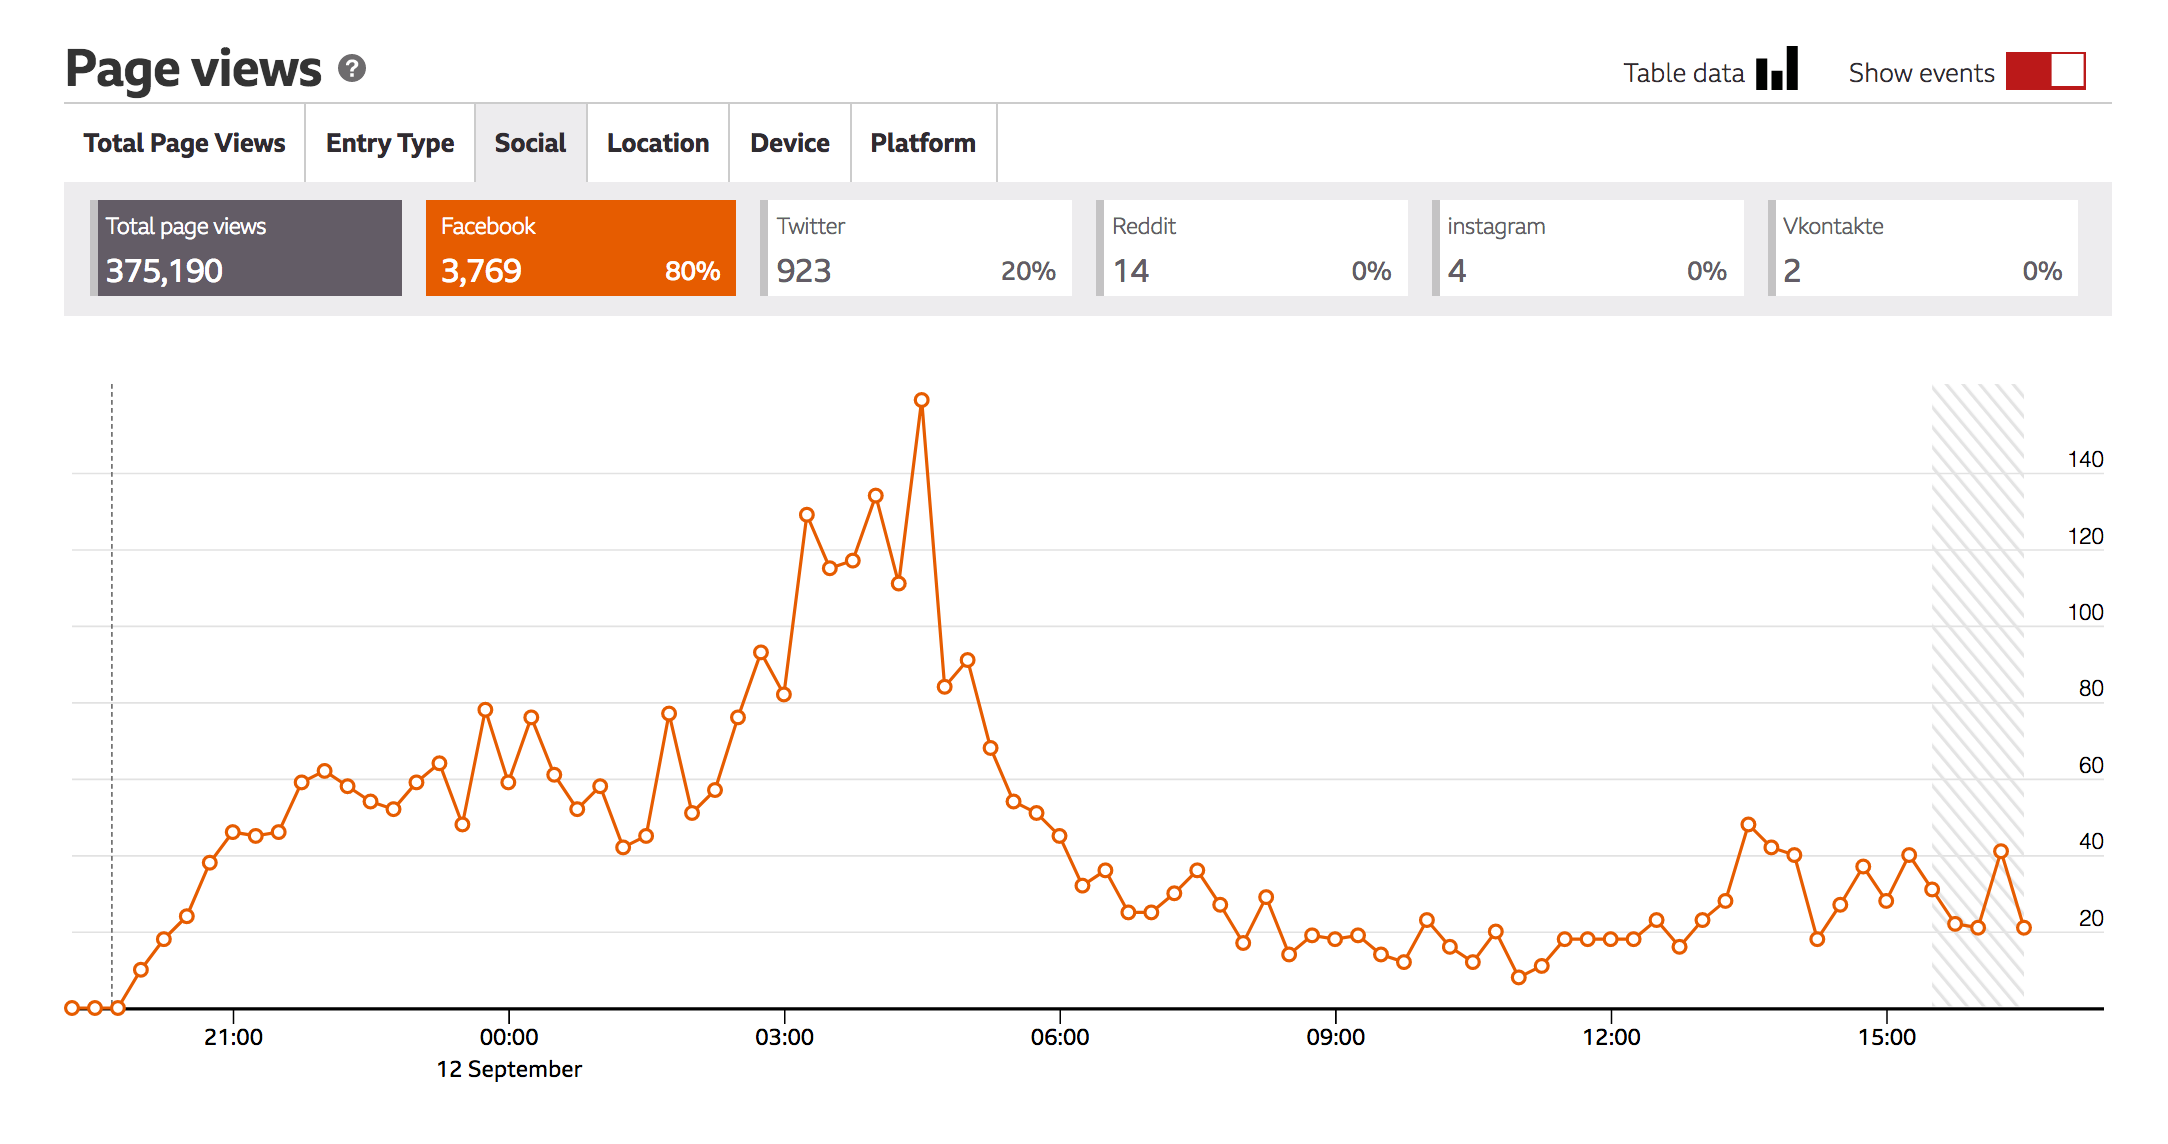 Page views ?
Table data Show events
Total Page Views Entry Type Social Location Device Platform
Total page views
375,190
Facebook
3,769 80%
Twitter
923 20%
Reddit
14 0%
instagram
4 0%
Vkontakte
2 0%
140
120
100
80
60
40
20
21:00 00:00 03:00 06:00 09:00 12:00 15:00
12 September